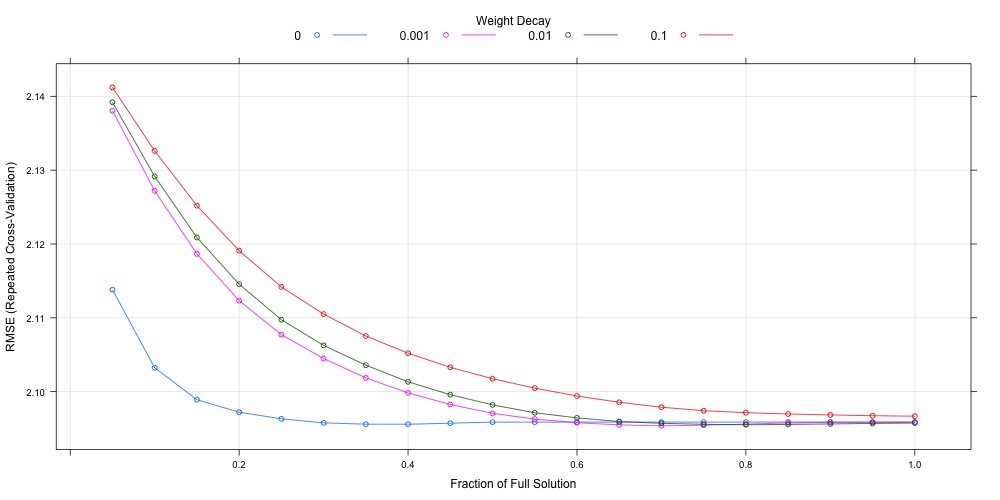 Weight Decay
0 0.001 0.01 0.1
RMSE (Repeated Cross-Validation)
2.14
2.13
2.12
2.11
2.10
0.2 0.4 0.6 0.8 1.0
Fraction of Full Solution